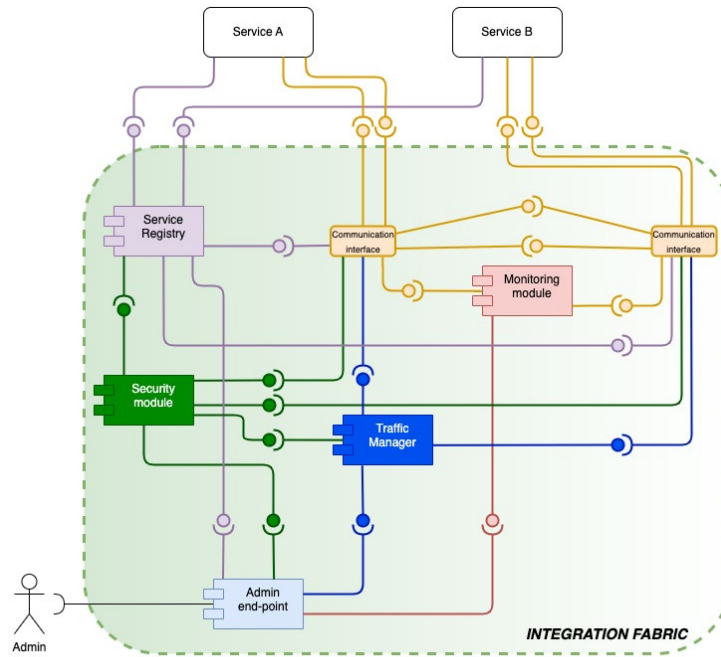 Service A
Service B
Service
Registry
Communication
interface
Communication
interface
Monitoring
module
Security
module
Traffic
Manager
Admin
end-point
Admin
INTEGRATION FABRIC